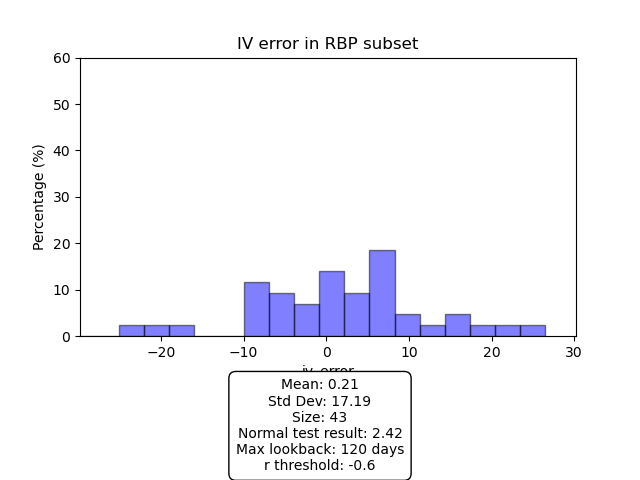 IV error in RBP subset
60
50
40
30
20
10
0
Percentage (%)
−20
−10
0
10
20
30
iv_error
Mean: 0.21
Std Dev: 17.19
Size: 43
Normal test result: 2.42
Max lookback: 120 days
r threshold: -0.6